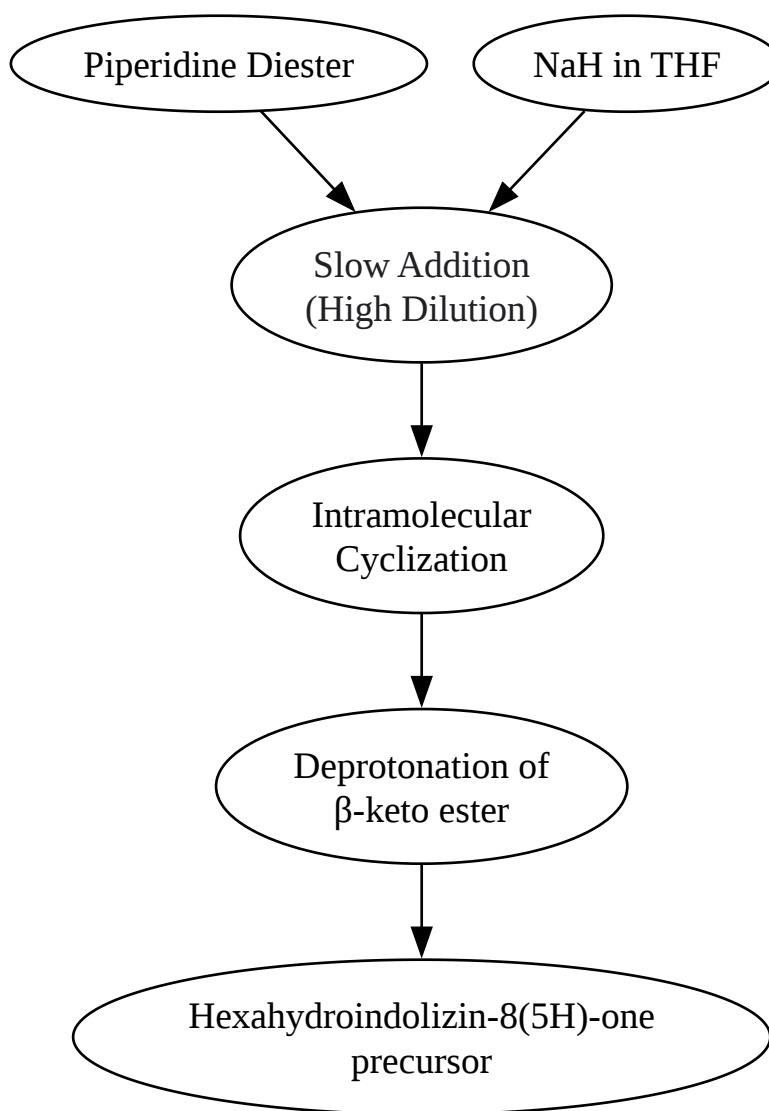 Piperidine Diester
NaH in THF
Slow Addition
(High Dilution)
Intramolecular
Cyclization
Deprotonation of
β-keto ester
Hexahydroindolizin-8(5H)-one
precursor